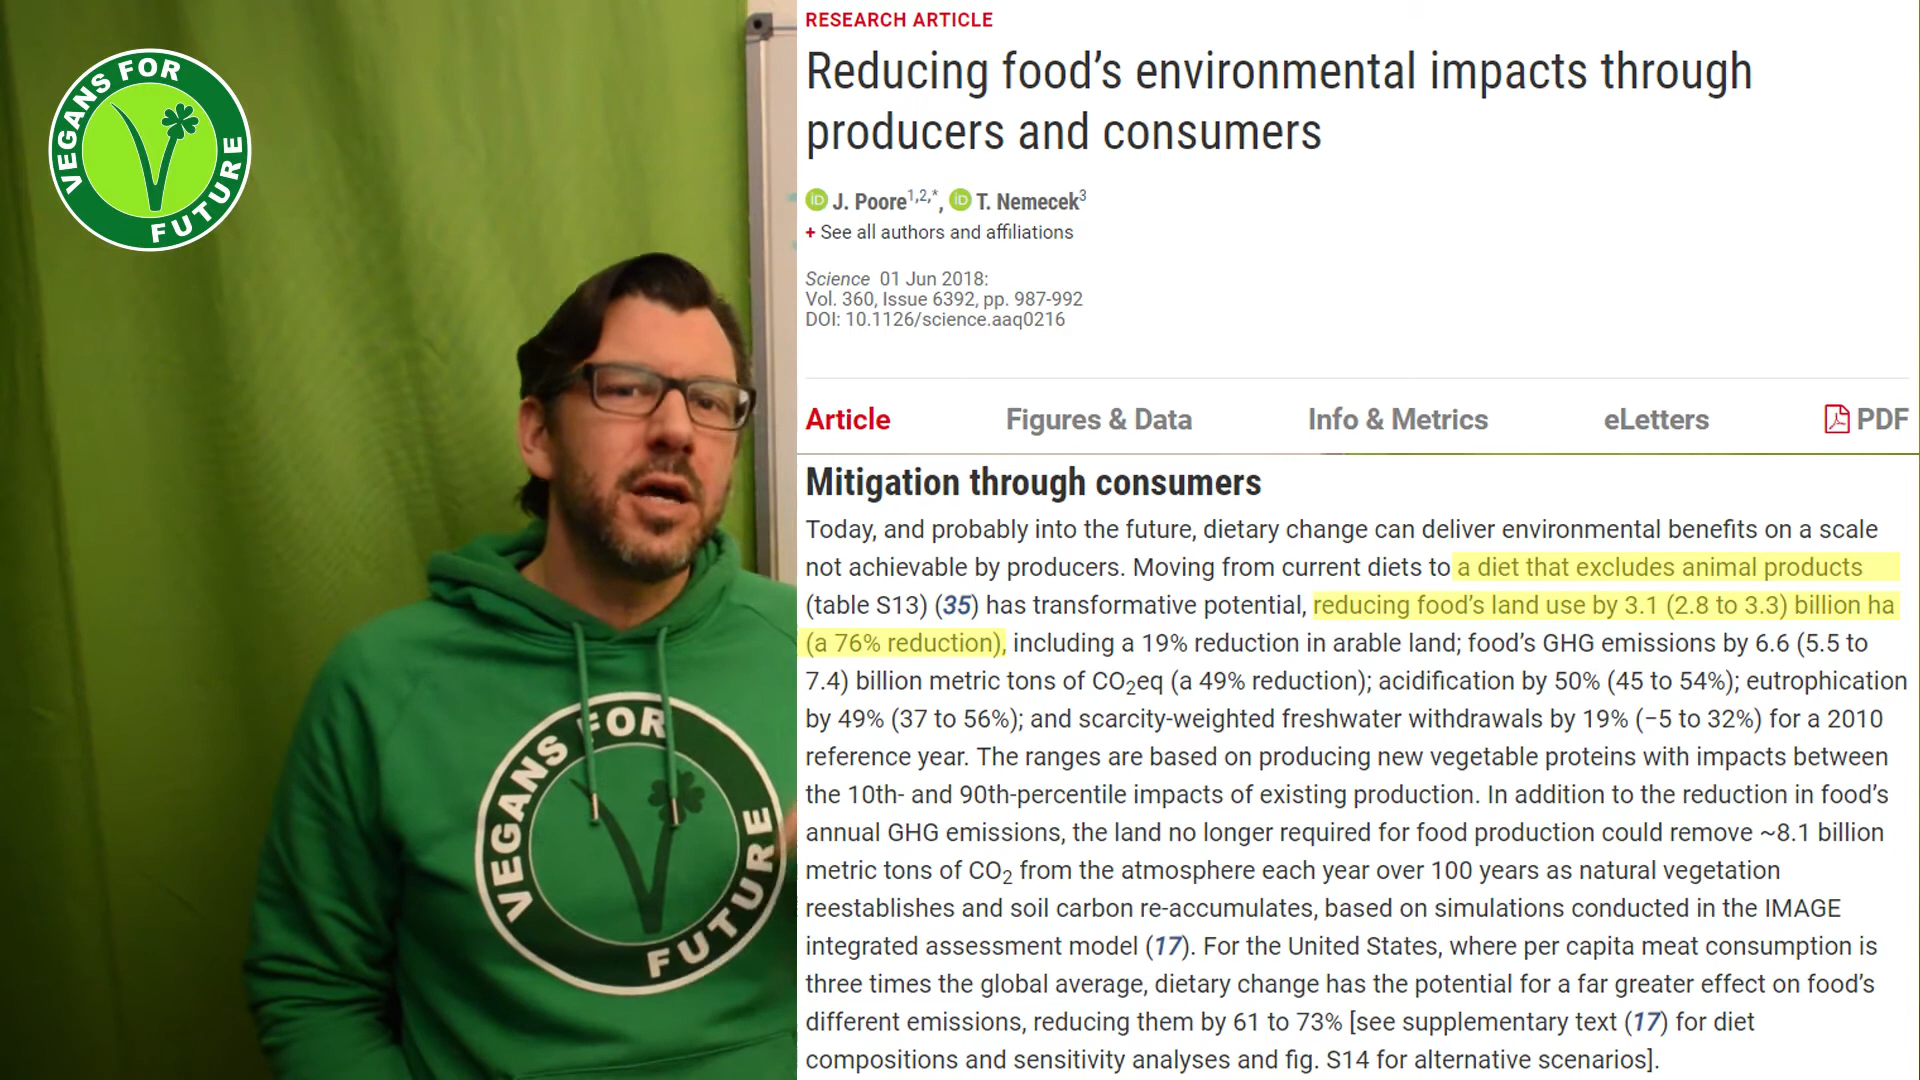 VEGANS FOR
FUTURE
VEGANS FOR
FUTURE
RESEARCH ARTICLE
Reducing food’s environmental impacts through
producers and consumers
iD J. Poore1,2,*, iD T. Nemecek3
+ See all authors and affiliations
Science 01 Jun 2018:
Vol. 360, Issue 6392, pp. 987-992
DOI: 10.1126/science.aaq0216
Article Figures & Data Info & Metrics eLetters PDF
Mitigation through consumers
Today, and probably into the future, dietary change can deliver environmental benefits on a scale
not achievable by producers. Moving from current diets to a diet that excludes animal products
(table S13) (35) has transformative potential, reducing food’s land use by 3.1 (2.8 to 3.3) billion ha
(a 76% reduction), including a 19% reduction in arable land; food’s GHG emissions by 6.6 (5.5 to
7.4) billion metric tons of CO2eq (a 49% reduction); acidification by 50% (45 to 54%); eutrophication
by 49% (37 to 56%); and scarcity-weighted freshwater withdrawals by 19% (−5 to 32%) for a 2010
reference year. The ranges are based on producing new vegetable proteins with impacts between
the 10th- and 90th-percentile impacts of existing production. In addition to the reduction in food’s
annual GHG emissions, the land no longer required for food production could remove ~8.1 billion
metric tons of CO2 from the atmosphere each year over 100 years as natural vegetation
reestablishes and soil carbon re-accumulates, based on simulations conducted in the IMAGE
integrated assessment model (17). For the United States, where per capita meat consumption is
three times the global average, dietary change has the potential for a far greater effect on food’s
different emissions, reducing them by 61 to 73% [see supplementary text (17) for diet
compositions and sensitivity analyses and fig. S14 for alternative scenarios].